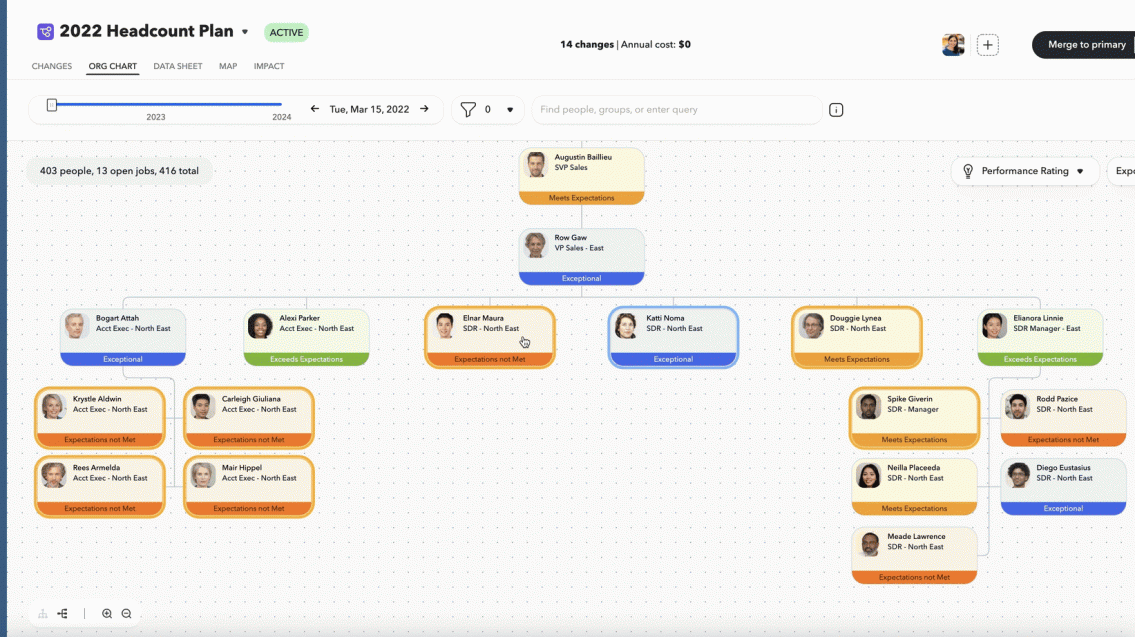 2022 Headcount Plan ACTIVE
14 changes | Annual cost: $0
Merge to primary
CHANGES ORG CHART DATA SHEET MAP IMPACT
Tue, Mar 15, 2022
0
Find people, groups, or enter query
2023 2024
403 people, 13 open jobs, 416 total
Performance Rating
Expo
Augustin Baillieu
SVP Sales
Meets Expectations
Row Gaw
VP Sales - East
Exceptional
Bogart Attah
Acct Exec - North East
Exceptional
Alexi Parker
Acct Exec - North East
Exceeds Expectations
Elnar Maura
SDR - North East
Expectations not Met
Katti Noma
SDR - North East
Exceptional
Douggie Lynea
SDR - North East
Meets Expectations
Elianora Linnie
SDR Manager - East
Exceeds Expectations
Krystle Aldwin
Acct Exec - North East
Expectations not Met
Carleigh Giuliana
Acct Exec - North East
Expectations not Met
Spike Giverin
SDR - Manager
Meets Expectations
Rodd Pazice
SDR - North East
Expectations not Met
Rees Armelda
Acct Exec - North East
Expectations not Met
Mair Hippel
Acct Exec - North East
Expectations not Met
Neilla Placeeda
SDR - North East
Meets Expectations
Diego Eustasius
SDR - North East
Exceptional
Meade Lawrence
SDR - North East
Expectations not Met